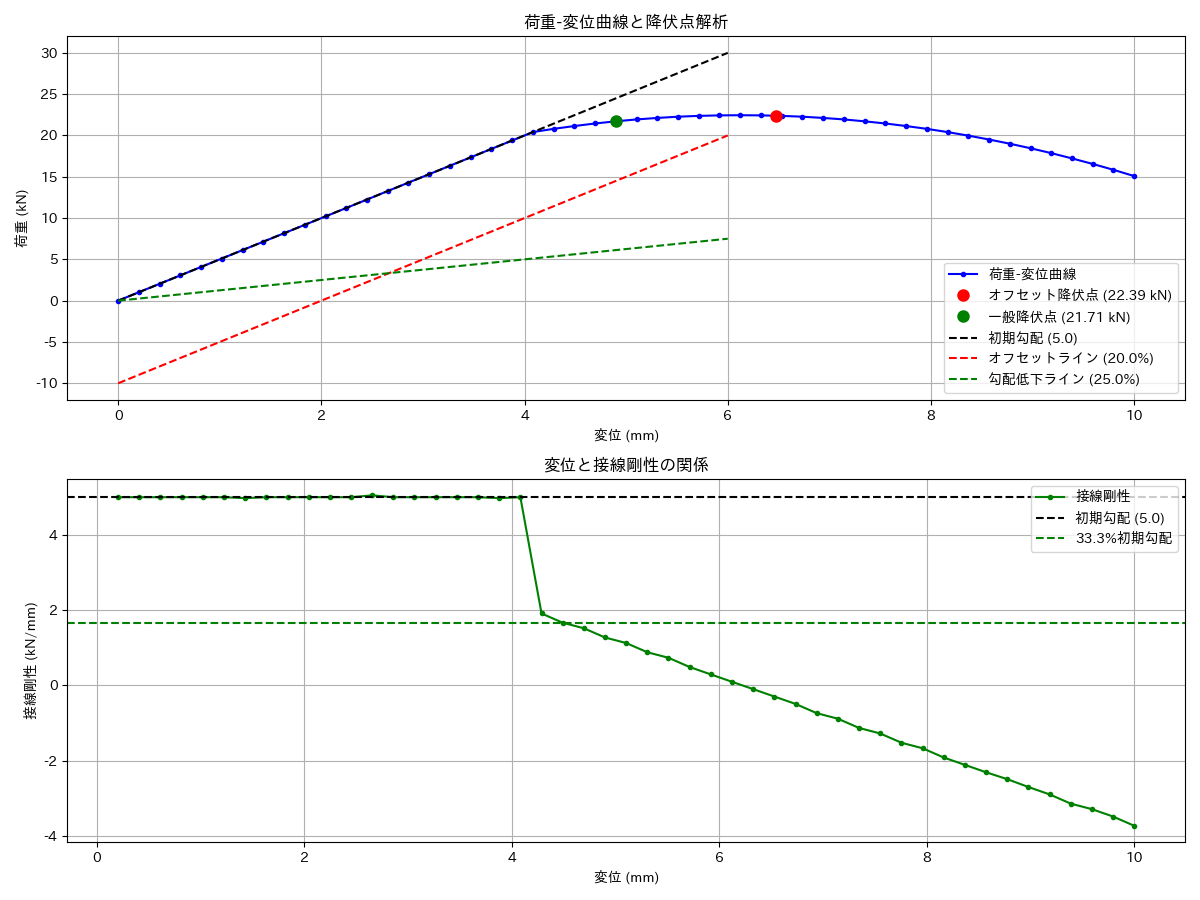 荷重-変位曲線と降伏点解析
荷重 (kN)
30
25
20
15
10
5
0
-5
-10
荷重-変位曲線
オフセット降伏点 (22.39 kN)
一般降伏点 (21.71 kN)
初期勾配 (5.0)
オフセットライン (20.0%)
勾配低下ライン (25.0%)
0 2 4 6 8 10
変位 (mm)
変位と接線剛性の関係
接線剛性 (kN/mm)
4
2
0
-2
-4
接線剛性
初期勾配 (5.0)
33.3%初期勾配
0 2 4 6 8 10
変位 (mm)